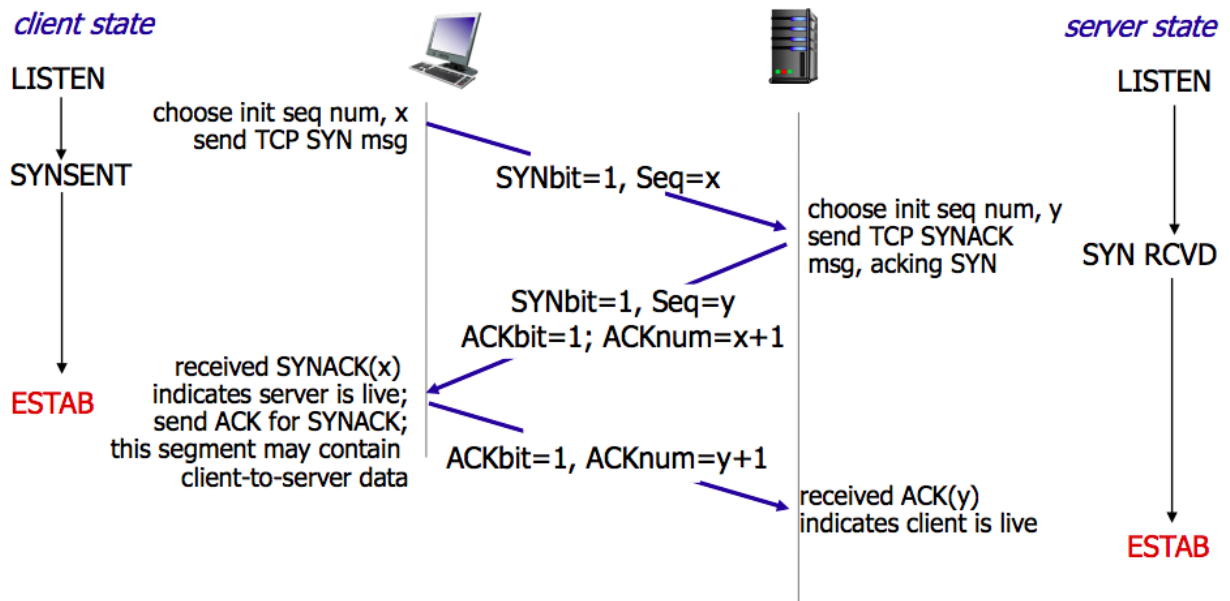 client state
server state
LISTEN
LISTEN
choose init seq num, x
send TCP SYN msg
SYNSENT
SYNbit=1, Seq=x
choose init seq num, y
send TCP SYNACK
msg, acking SYN
SYN RCVD
SYNbit=1, Seq=y
ACKbit=1; ACKnum=x+1
received SYNACK(x)
indicates server is live;
send ACK for SYNACK;
this segment may contain
client-to-server data
ESTAB
ACKbit=1, ACKnum=y+1
received ACK(y)
indicates client is live
ESTAB